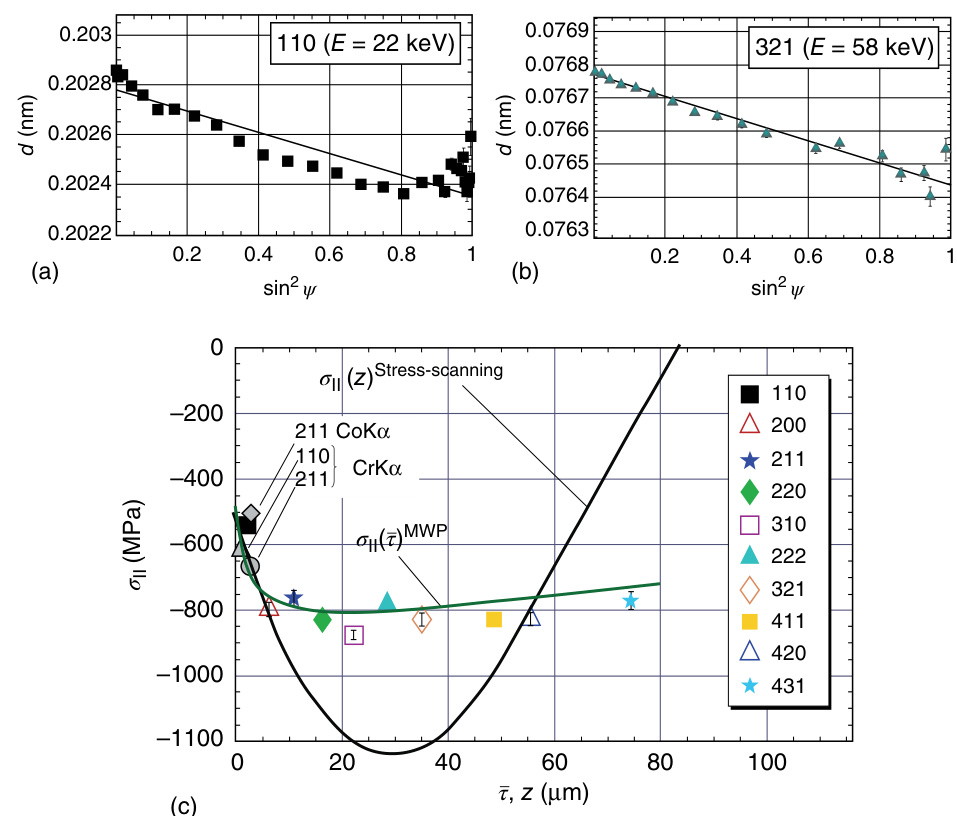 0.203
0.2028
0.2026
0.2024
0.2022
d (nm)
110 (E = 22 keV)
0 0.2 0.4 0.6 0.8 1
sin² ψ
(a)
0.0769
0.0768
0.0767
0.0766
0.0765
0.0764
0.0763
d (nm)
321 (E = 58 keV)
0.2 0.4 0.6 0.8 1
sin² ψ
(b)
0
−200
−400
−600
−800
−1000
−1100
σII (MPa)
σII (z)Stress-scanning
211 CoKα
110
211
CrKα
σII(τ̄)MWP
110
200
211
220
310
222
321
411
420
431
0 20 40 60 80 100
τ̄, z (μm)
(c)